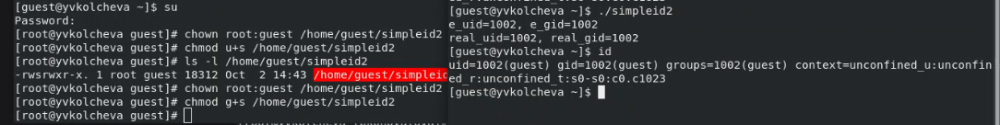 [guest@yvkolcheva ~]$ su
Password:
[root@yvkolcheva guest]# chown root:guest /home/guest/simpleid2
[root@yvkolcheva guest]# chmod u+s /home/guest/simpleid2
[root@yvkolcheva guest]# ls -l /home/guest/simpleid2
-rwsrwxr-x. 1 root guest 18312 Oct  2 14:43 /home/guest/simpleid
[root@yvkolcheva guest]# chown root:guest /home/guest/simpleid2
[root@yvkolcheva guest]# chmod g+s /home/guest/simpleid2
[root@yvkolcheva guest]#
[guest@yvkolcheva ~]$ ./simpleid2
e_uid=1002, e_gid=1002
real_uid=1002, real_gid=1002
[guest@yvkolcheva ~]$ id
uid=1002(guest) gid=1002(guest) groups=1002(guest) context=unconfined_u:unconfin
ed_r:unconfined_t:s0-s0:c0.c1023
[guest@yvkolcheva ~]$